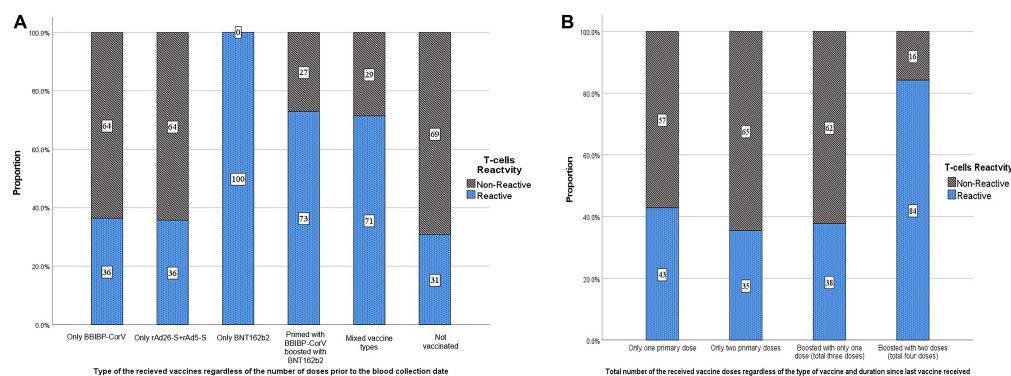 A
100.0%
80.0%
60.0%
40.0%
20.0%
0.0%
Proportion
64
64
0
27
29
69
36
36
100
73
71
31
T-cells
Reactvity
Non-Reactive
Reactive
Only BBIBP-CorV
Only rAd26-S+rAd5-S
Only BNT162b2
Primed with
BBIBP-CorV
boosted with
BNT162b2
Mixed vaccine
types
Not
vaccinated
Type of the recieved vaccines regardless of the number of doses prior to the blood collection date
B
100.0%
80.0%
60.0%
40.0%
20.0%
0.0%
Proportion
57
65
62
16
43
35
38
84
T-cells Reactvity
Non-Reactive
Reactive
Only one primary dose
Only two primary doses
Boosted with only one
dose (total three doses)
Boosted with two doses
(total four doses)
Total number of the received vaccine doses regardless of the type of vaccine and duration since last vaccine received